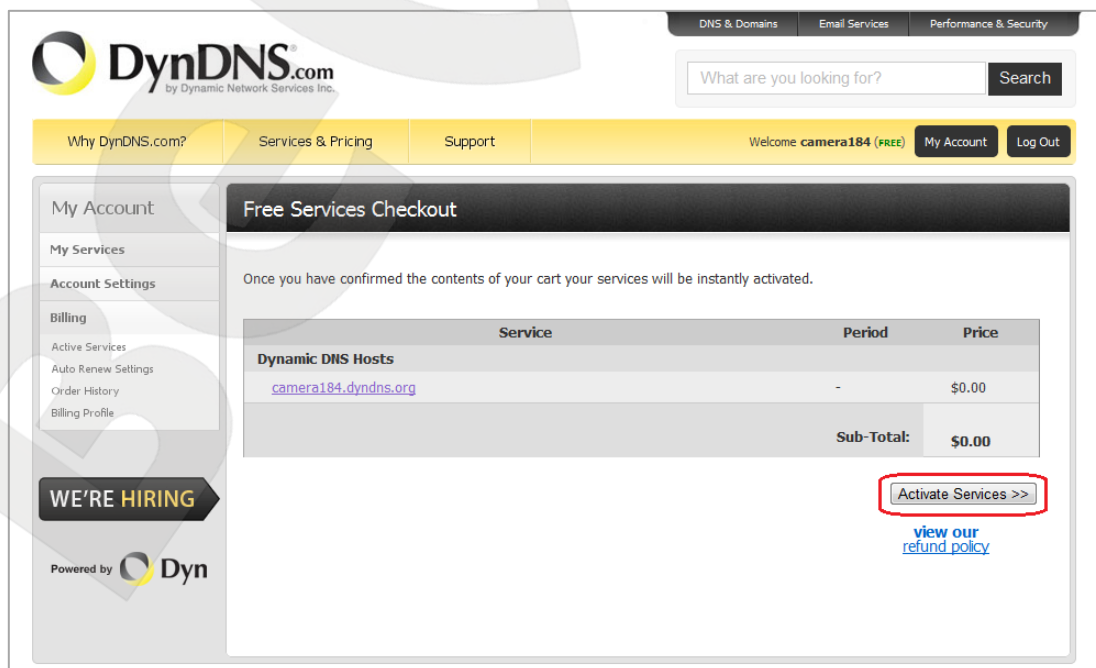 DNS & Domains Email Services Performance & Security
DynDNS.com
by Dynamic Network Services Inc.
What are you looking for? Search
Why DynDNS.com? Services & Pricing Support Welcome camera184 (FREE) My Account Log Out
My Account
My Services
Account Settings
Billing
Active Services
Auto Renew Settings
Order History
Billing Profile
WE'RE HIRING
Powered by Dyn
Free Services Checkout
Once you have confirmed the contents of your cart your services will be instantly activated.
Service Period Price
Dynamic DNS Hosts
camera184.dyndns.org - $0.00
Sub-Total: $0.00
Activate Services >>
view our
refund policy